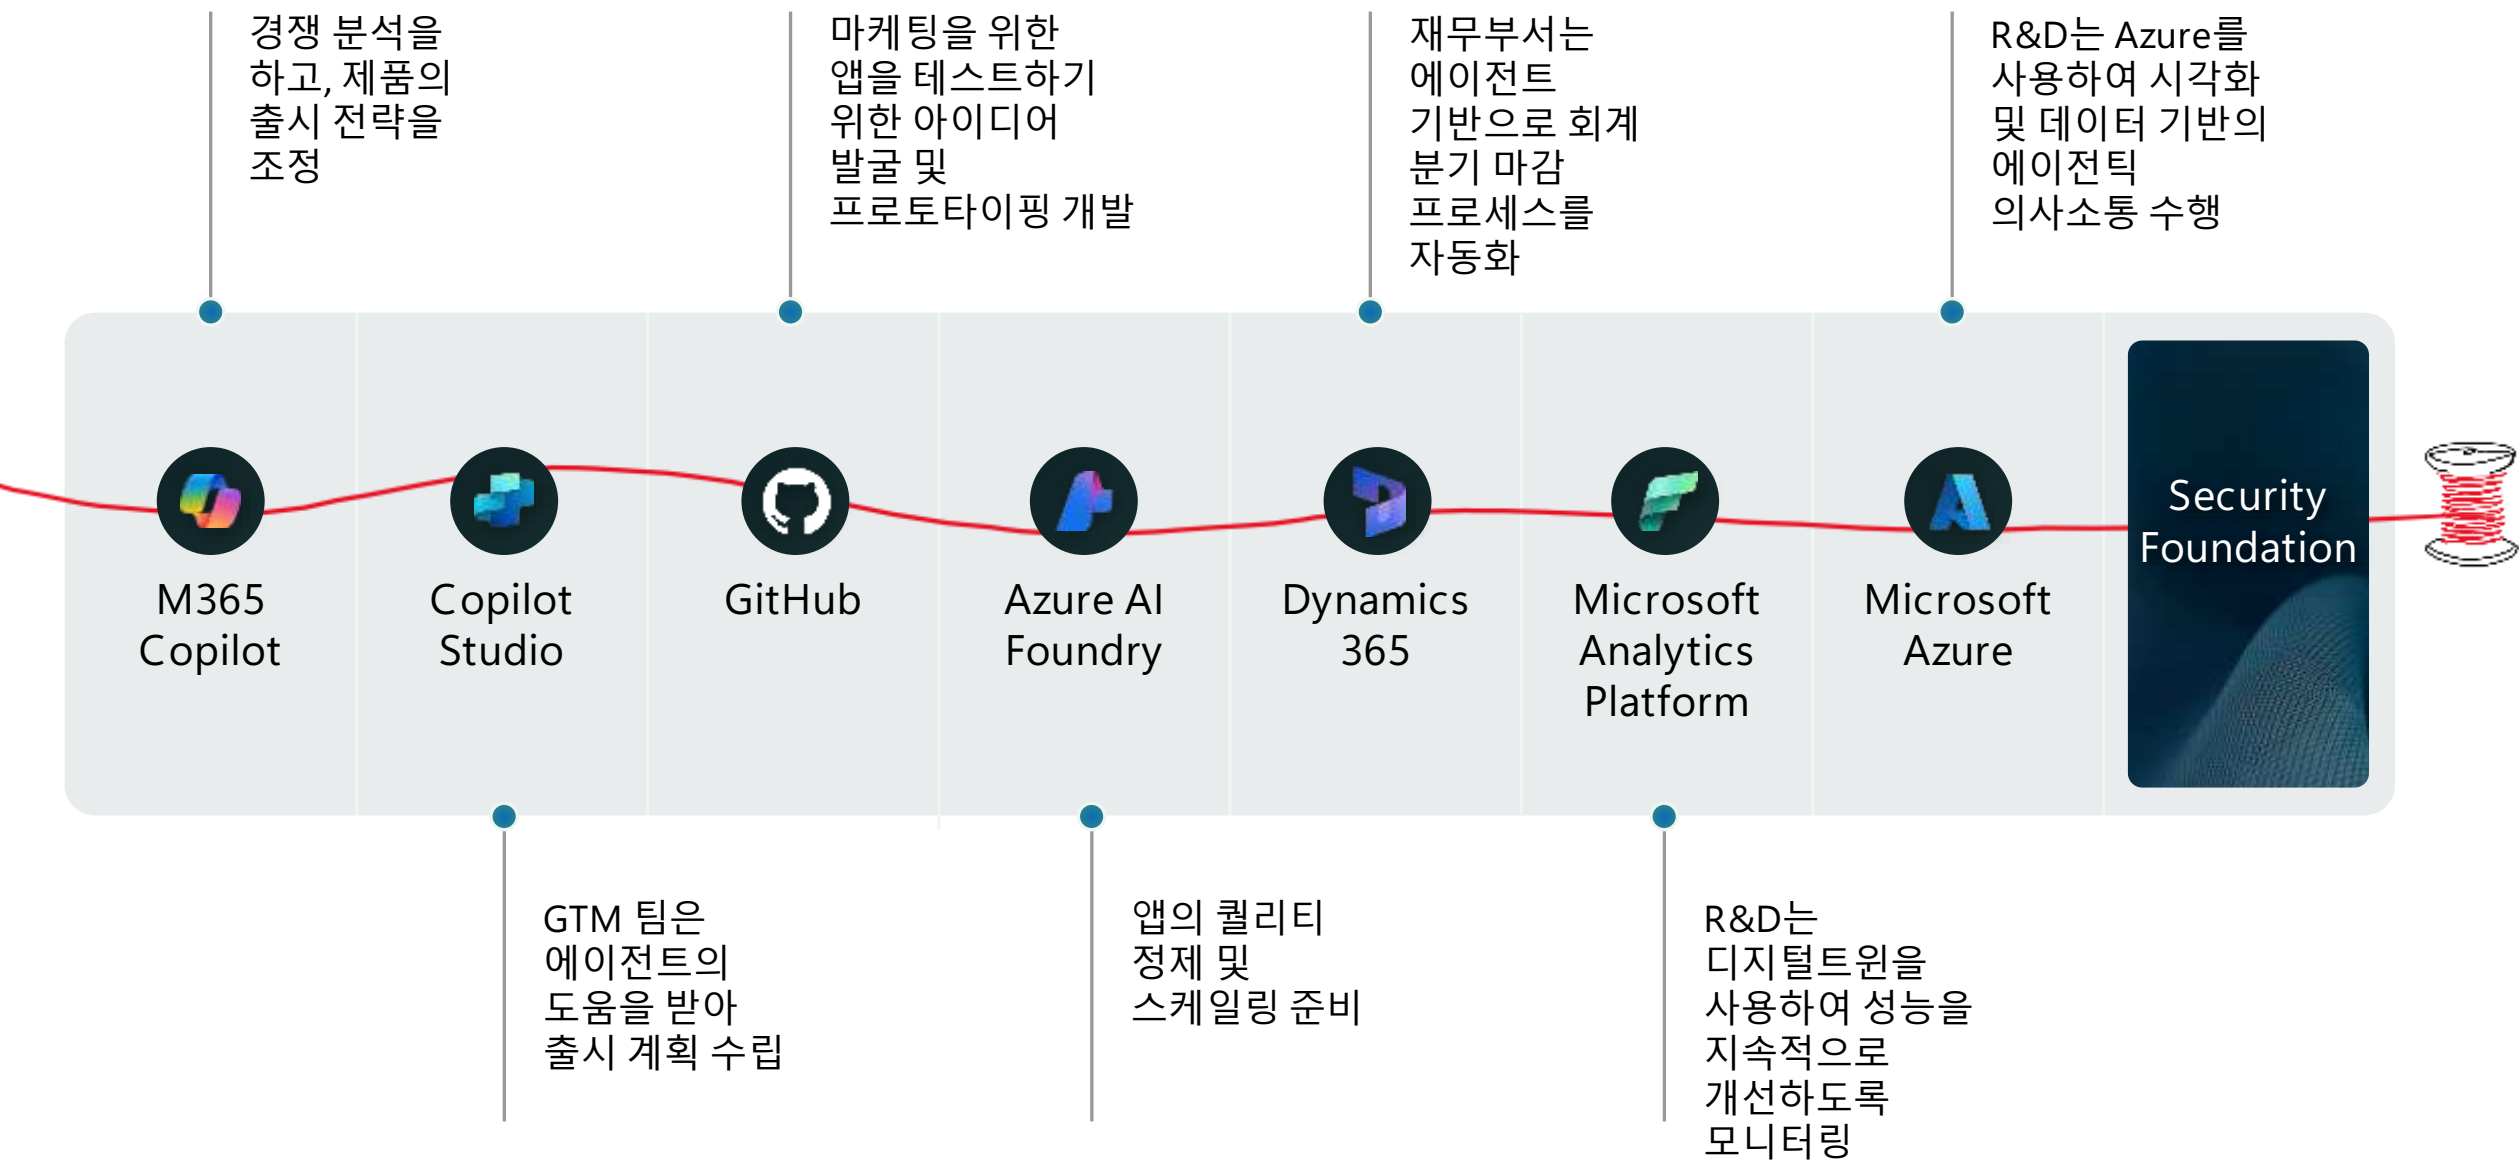 경쟁 분석을
하고, 제품의
출시 전략을
조정
마케팅을 위한
앱을 테스트하기
위한 아이디어
발굴 및
프로토타이핑 개발
재무부서는
에이전트
기반으로 회계
분기 마감
프로세스를
자동화
R&D는 Azure를
사용하여 시각화
및 데이터 기반의
에이전틱
의사소통 수행
M365
Copilot
Copilot
Studio
GitHub
Azure AI
Foundry
Dynamics
365
Microsoft
Analytics
Platform
Microsoft
Azure
Security
Foundation
GTM 팀은
에이전트의
도움을 받아
출시 계획 수립
앱의 퀄리티
정제 및
스케일링 준비
R&D는
디지털트윈을
사용하여 성능을
지속적으로
개선하도록
모니터링